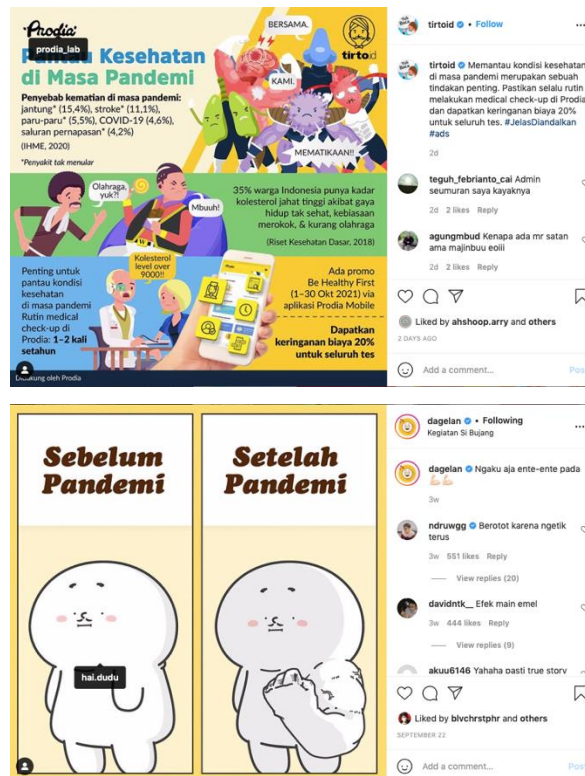 Prodia
prodia_lab
Pantau Kesehatan
di Masa Pandemi
Penyebab kematian di masa pandemi:
jantung* (15,4%), stroke* (11,1%),
paru-paru* (5,5%), COVID-19 (4,6%),
saluran pernapasan* (4,2%)
(IHME, 2020)
*Penyakit tak menular
BERSAMA.
KAMI.
MEMATIKAAN!!
tirto.id
Olahraga,
yuk?!
Mbuuh!
35% warga Indonesia punya kadar
kolesterol jahat tinggi akibat gaya
hidup tak sehat, kebiasaan
merokok, & kurang olahraga
(Riset Kesehatan Dasar, 2018)
Penting untuk
pantau kondisi
kesehatan
di masa pandemi
Rutin medical
check-up di
Prodia: 1–2 kali
setahun
Kolesterol
level over
9000!!
Ada promo
Be Healthy First
(1–30 Okt 2021) via
aplikasi Prodia Mobile
Dapatkan
keringanan biaya 20%
untuk seluruh tes
oleh Prodia
tirtoid • Follow
tirtoid Memantau kondisi kesehatan
di masa pandemi merupakan sebuah
tindakan penting. Pastikan selalu rutin
melakukan medical check-up di Prodia
dan dapatkan keringanan biaya 20%
untuk seluruh tes. #JelasDiandalkan
#ads
2d
teguh_febrianto_cai Admin
seumuran saya kayaknya
2d 2 likes Reply
agungmbud Kenapa ada mr satan
ama majinbuu eoiii
2d 2 likes Reply
Liked by ahshoop.arry and others
2 DAYS AGO
Add a comment...
Pos
Sebelum
Pandemi
Setelah
Pandemi
hai.dudu
dagelan • Following
Kegiatan Si Bujang
dagelan Ngaku aja ente-ente pada
3w
ndruwgg Berotot karena ngetik
terus
3w 551 likes Reply
View replies (20)
davidntk__ Efek main emel
3w 444 likes Reply
View replies (9)
akuu6146 Yahaha pasti true story
Liked by blvchrstphr and others
SEPTEMBER 22
Add a comment...
Pos